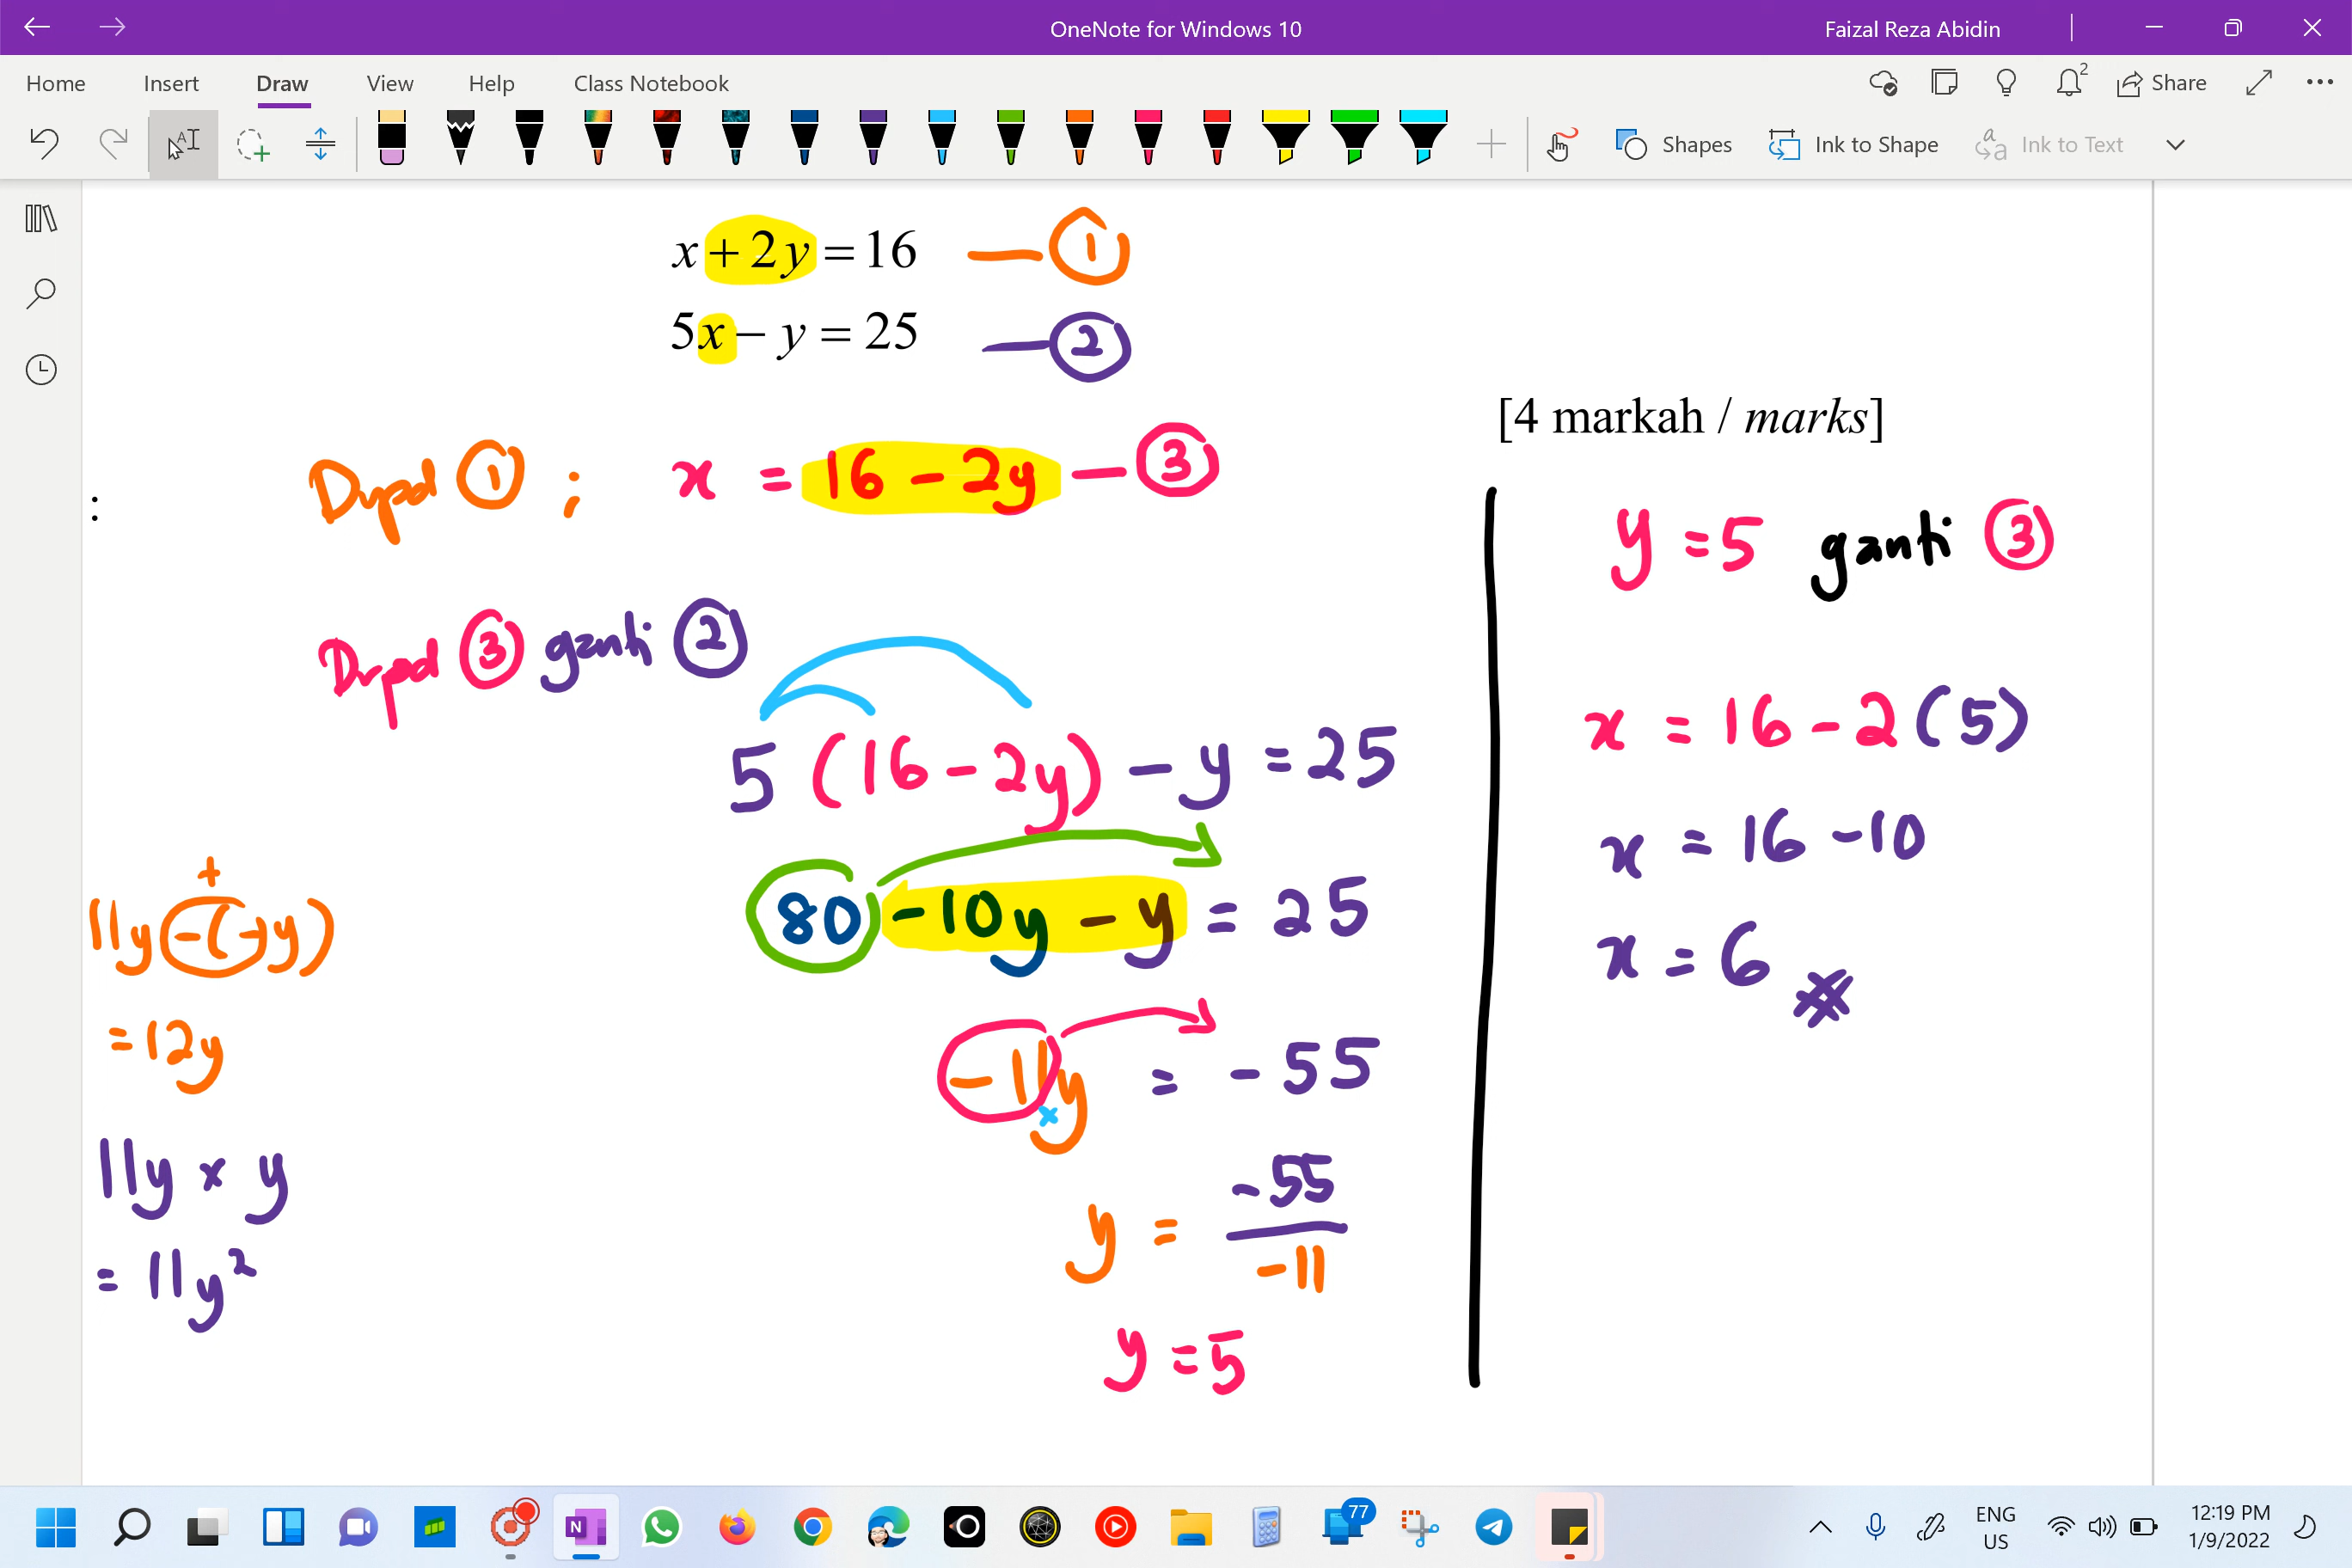 OneNote for Windows 10
Faizal Reza Abidin
Home Insert Draw View Help Class Notebook
2 Share
Shapes Ink to Shape Ink to Text
x + 2y = 16 — ①
5x − y = 25 — ②
[4 markah / marks]
Drpd ① ; x = 16 − 2y — ③
:
Drpd ③ ganti ②
5 (16 − 2y) − y = 25
80 − 10y − y = 25
−11y = −55
x
y = -55/-11
y = 5
+
11y −(−y)
= 12y
11y × y
= 11y²
y = 5 ganti ③
x = 16 − 2(5)
x = 16 − 10
x = 6 #
77
ENG
US
12:19 PM
1/9/2022